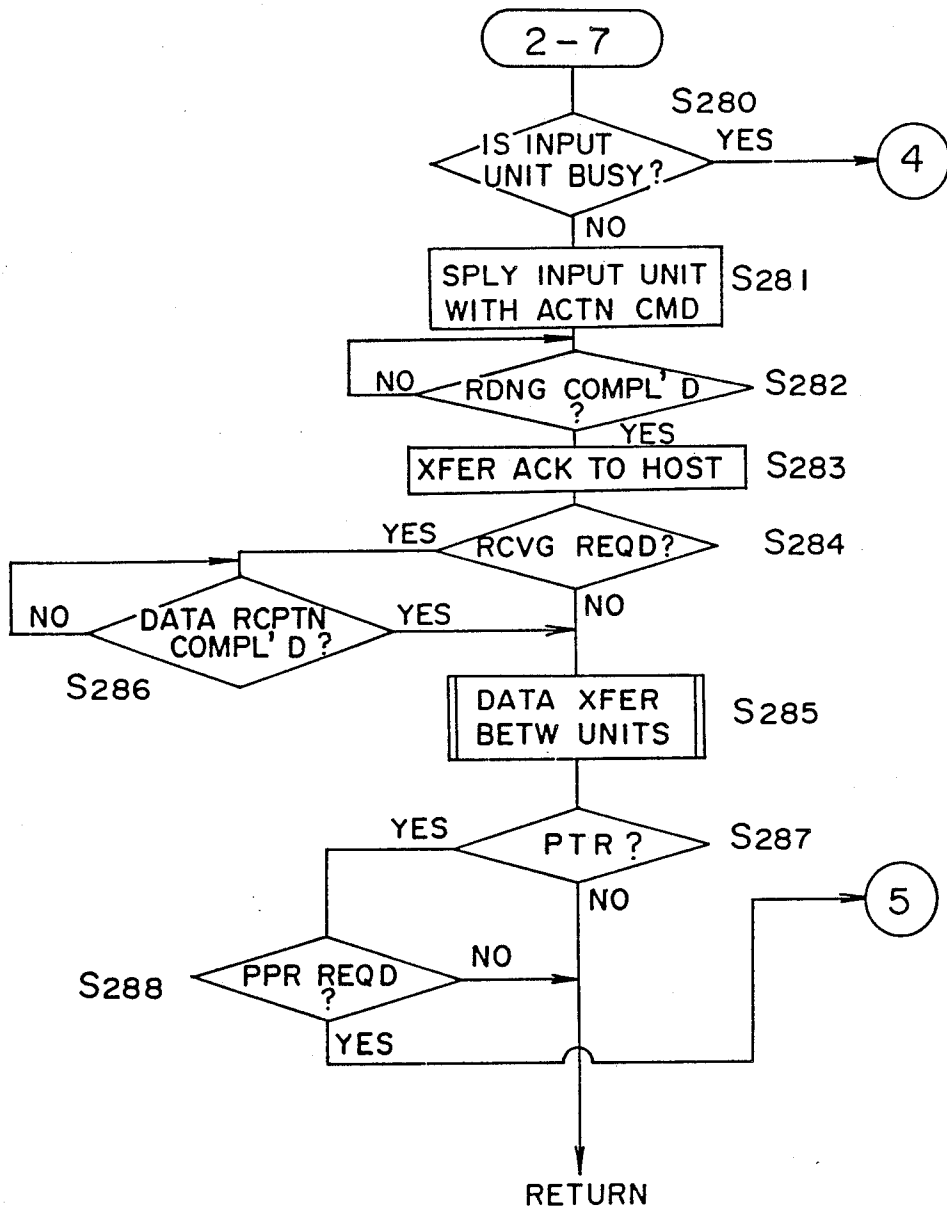 2-7
S280
IS INPUT
UNIT BUSY?
YES
4
NO
SPLY INPUT UNIT
WITH ACTN CMD
S281
NO
RDNG COMPL'D
?
S282
YES
XFER ACK TO HOST
S283
YES
RCVG REQD?
S284
NO
NO
DATA RCPTN
COMPL'D?
YES
S286
DATA XFER
BETW UNITS
S285
YES
PTR?
S287
NO
5
S288
PPR REQD
?
NO
YES
RETURN